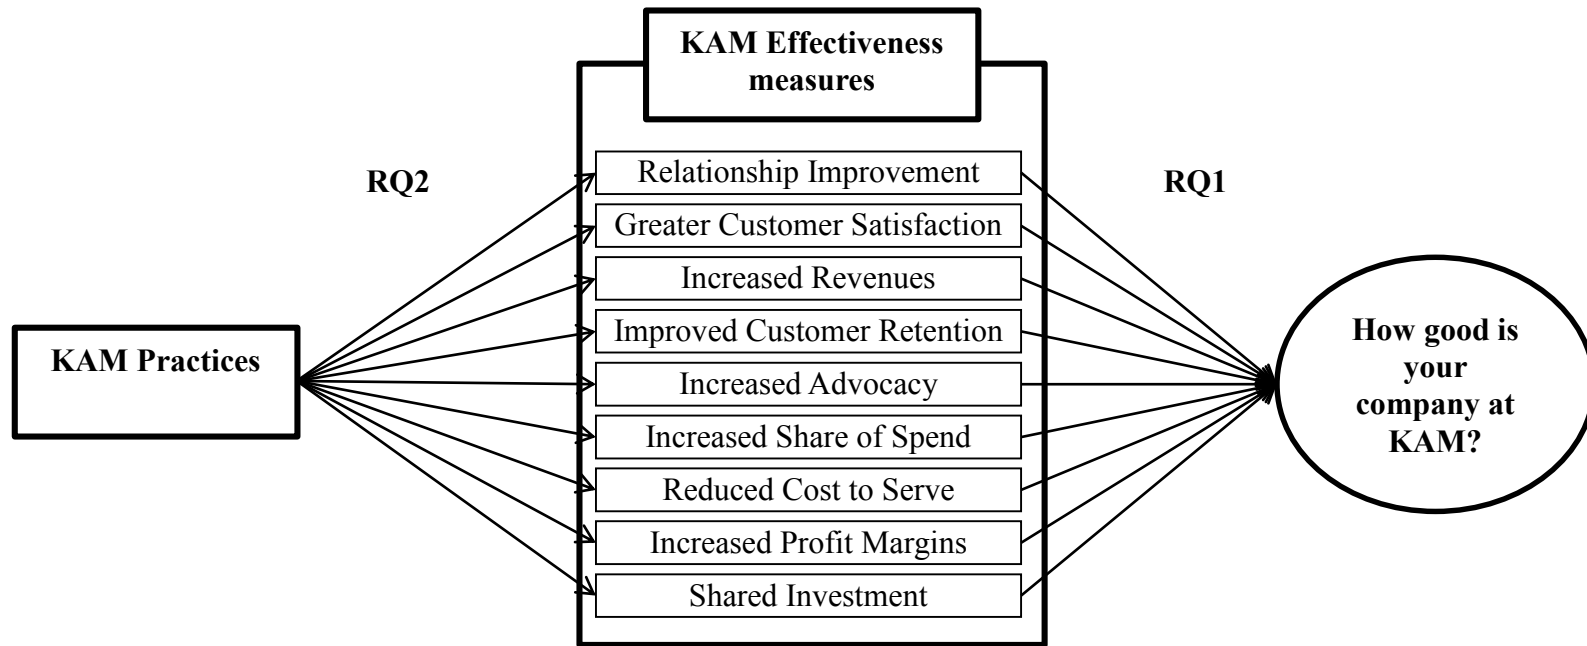 KAM Effectiveness
measures
RQ2
RQ1
Relationship Improvement
Greater Customer Satisfaction
Increased Revenues
Improved Customer Retention
Increased Advocacy
Increased Share of Spend
Reduced Cost to Serve
Increased Profit Margins
Shared Investment
KAM Practices
How good is
your
company at
KAM?